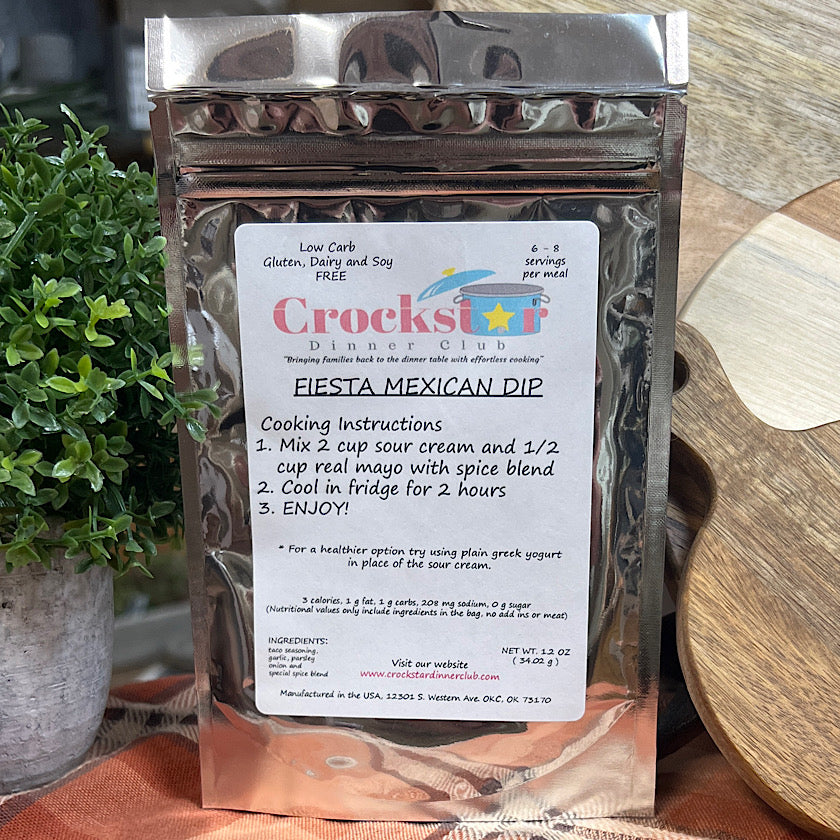 Low Carb
Gluten, Dairy and Soy
FREE
6 - 8
servings
per meal
Crockstar
Dinner Club
"Bringing families back to the dinner table with effortless cooking"
FIESTA MEXICAN DIP
Cooking Instructions
1. Mix 2 cup sour cream and 1/2
cup real mayo with spice blend
2. Cool in fridge for 2 hours
3. ENJOY!
* For a healthier option try using plain greek yogurt
in place of the sour cream.
3 calories, 1 g fat, 1 g carbs, 208 mg sodium, 0 g sugar
(Nutritional values only include ingredients in the bag, no add ins or meat)
INGREDIENTS:
taco seasoning,
garlic, parsley
onion and
special spice blend
NET WT. 1.2 OZ
( 34.02 g )
Visit our website
www.crockstardinnerclub.com
Manufactured in the USA, 12301 S. Western Ave. OKC, OK 73170